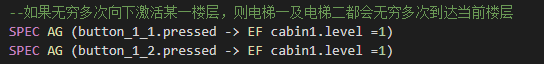 --如果无穷多次向下激活某一楼层，则电梯一及电梯二都会无穷多次到达当前楼层
SPEC AG (button_1_1.pressed -> EF cabin1.level =1)
SPEC AG (button_1_2.pressed -> EF cabin1.level =1)